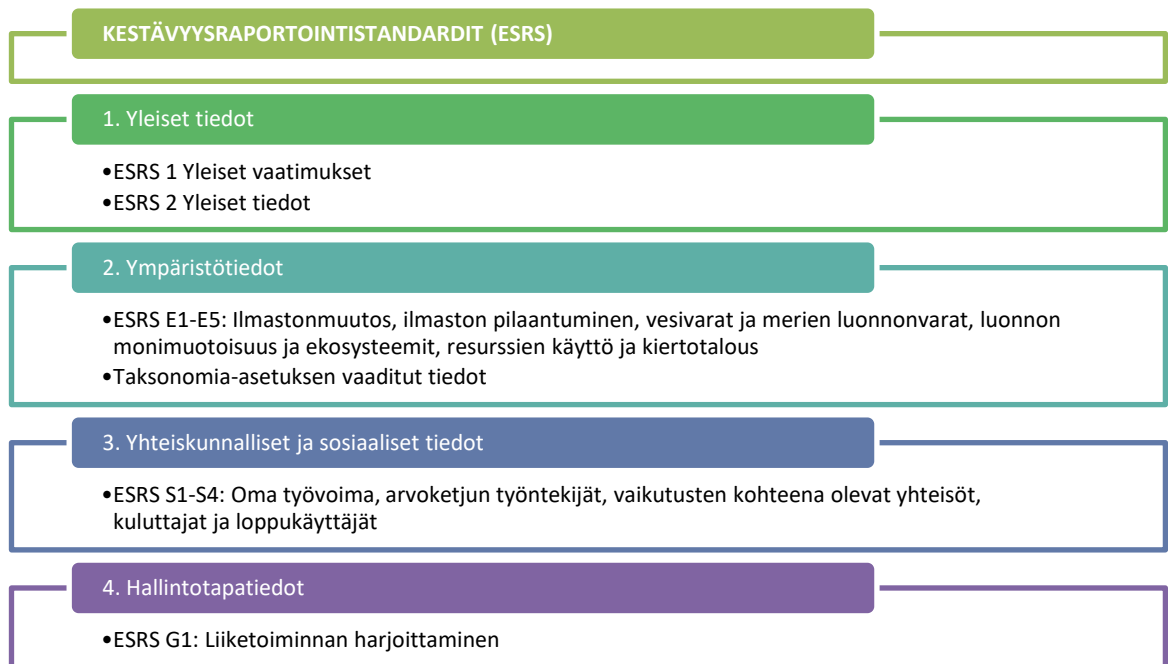 KESTÄVYYSRAPORTOINTISTANDARDIT (ESRS)
1. Yleiset tiedot
•ESRS 1 Yleiset vaatimukset
•ESRS 2 Yleiset tiedot
2. Ympäristötiedot
•ESRS E1-E5: Ilmastonmuutos, ilmaston pilaantuminen, vesivarat ja merien luonnonvarat, luonnon
monimuotoisuus ja ekosysteemit, resurssien käyttö ja kiertotalous
•Taksonomia-asetuksen vaaditut tiedot
3. Yhteiskunnalliset ja sosiaaliset tiedot
•ESRS S1-S4: Oma työvoima, arvoketjun työntekijät, vaikutusten kohteena olevat yhteisöt,
kuluttajat ja loppukäyttäjät
4. Hallintotapatiedot
•ESRS G1: Liiketoiminnan harjoittaminen